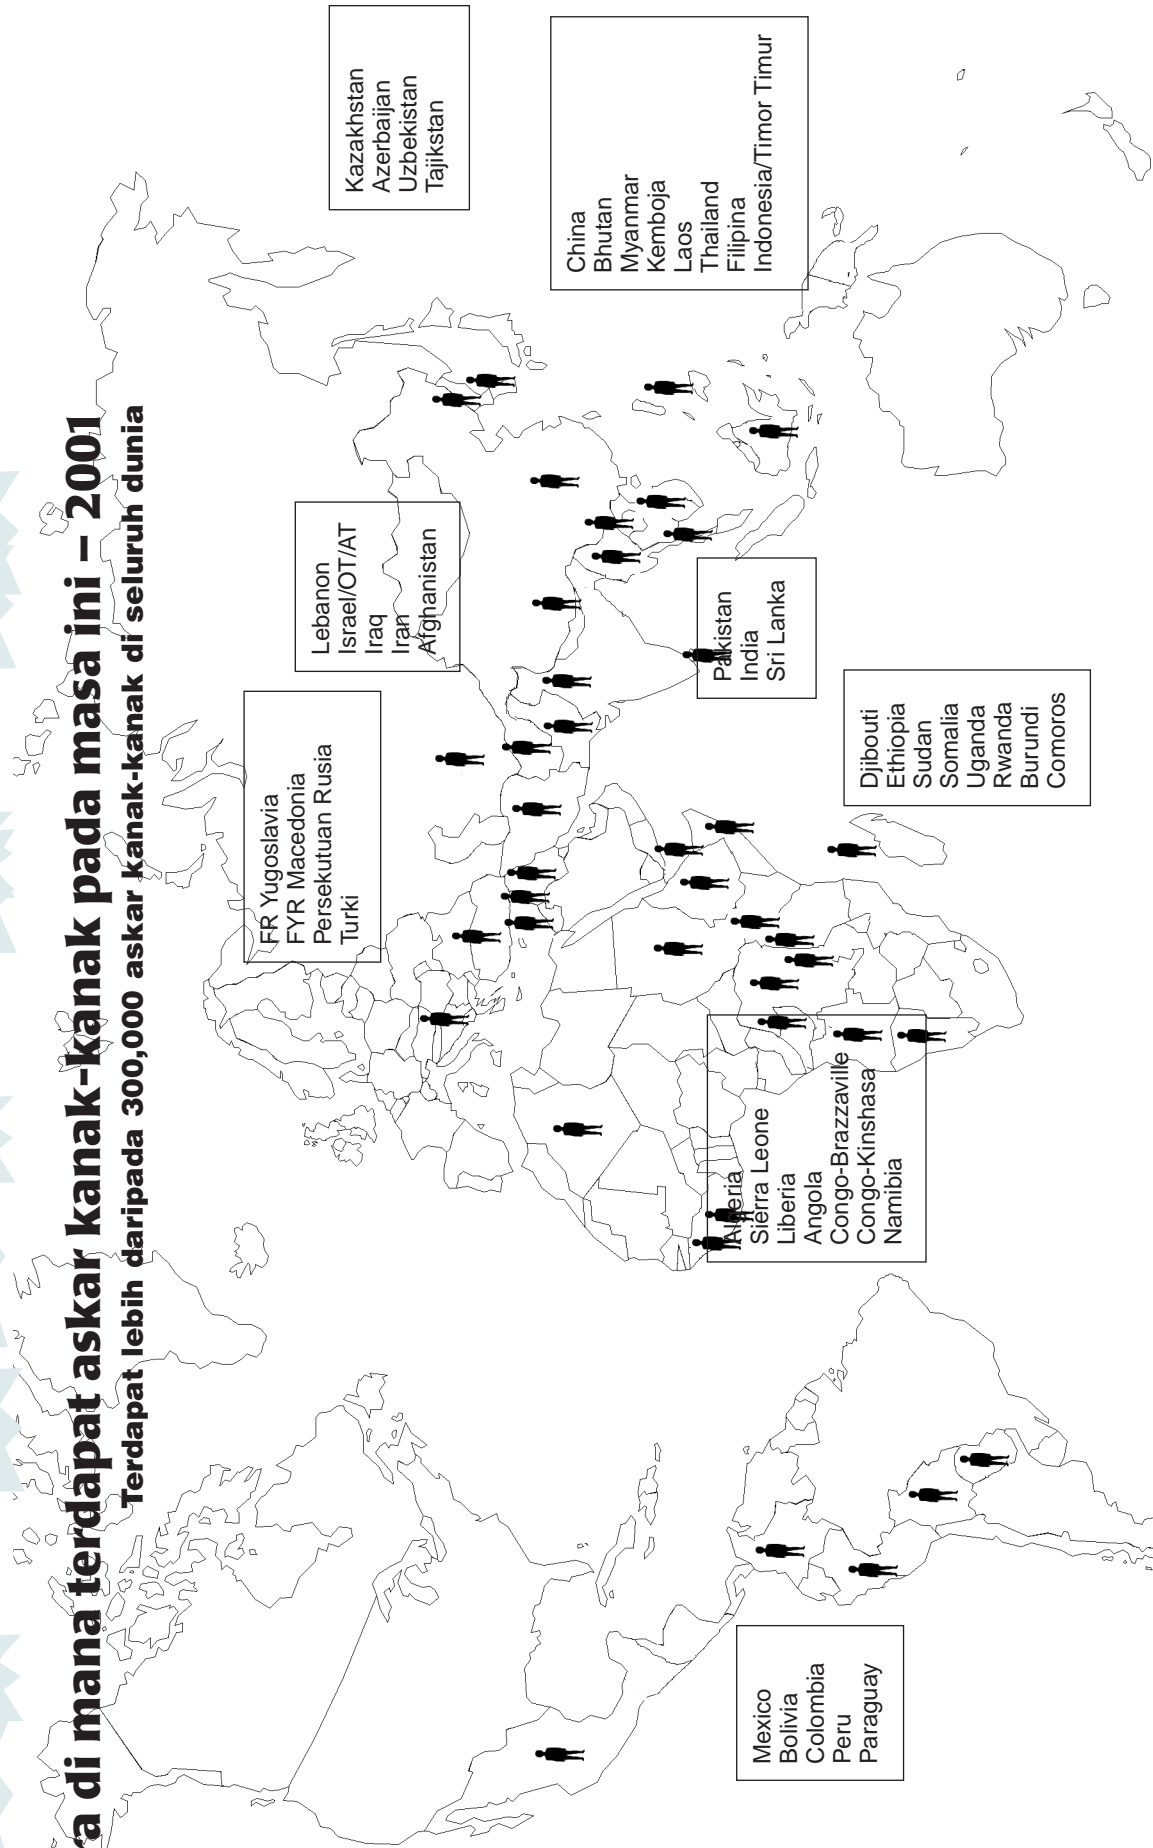 a di mana terdapat askar kanak-kanak pada masa ini – 2001
Terdapat lebih daripada 300,000 askar kanak-kanak di seluruh dunia
Mexico
Bolivia
Colombia
Peru
Paraguay
FR Yugoslavia
FYR Macedonia
Persekutuan Rusia
Turki
Lebanon
Israel/OT/AT
Iraq
Iran
Afghanistan
Kazakhstan
Azerbaijan
Uzbekistan
Tajikstan
Algeria
Sierra Leone
Liberia
Angola
Congo-Brazzaville
Congo-Kinshasa
Namibia
Djibouti
Ethiopia
Sudan
Somalia
Uganda
Rwanda
Burundi
Comoros
Pakistan
India
Sri Lanka
China
Bhutan
Myanmar
Kemboja
Laos
Thailand
Filipina
Indonesia/Timor Timur